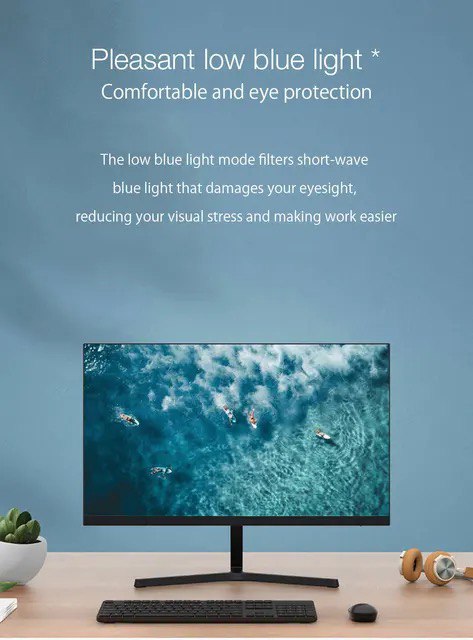 Pleasant low blue light *
Comfortable and eye protection
The low blue light mode filters short-wave
blue light that damages your eyesight,
reducing your visual stress and making work easier